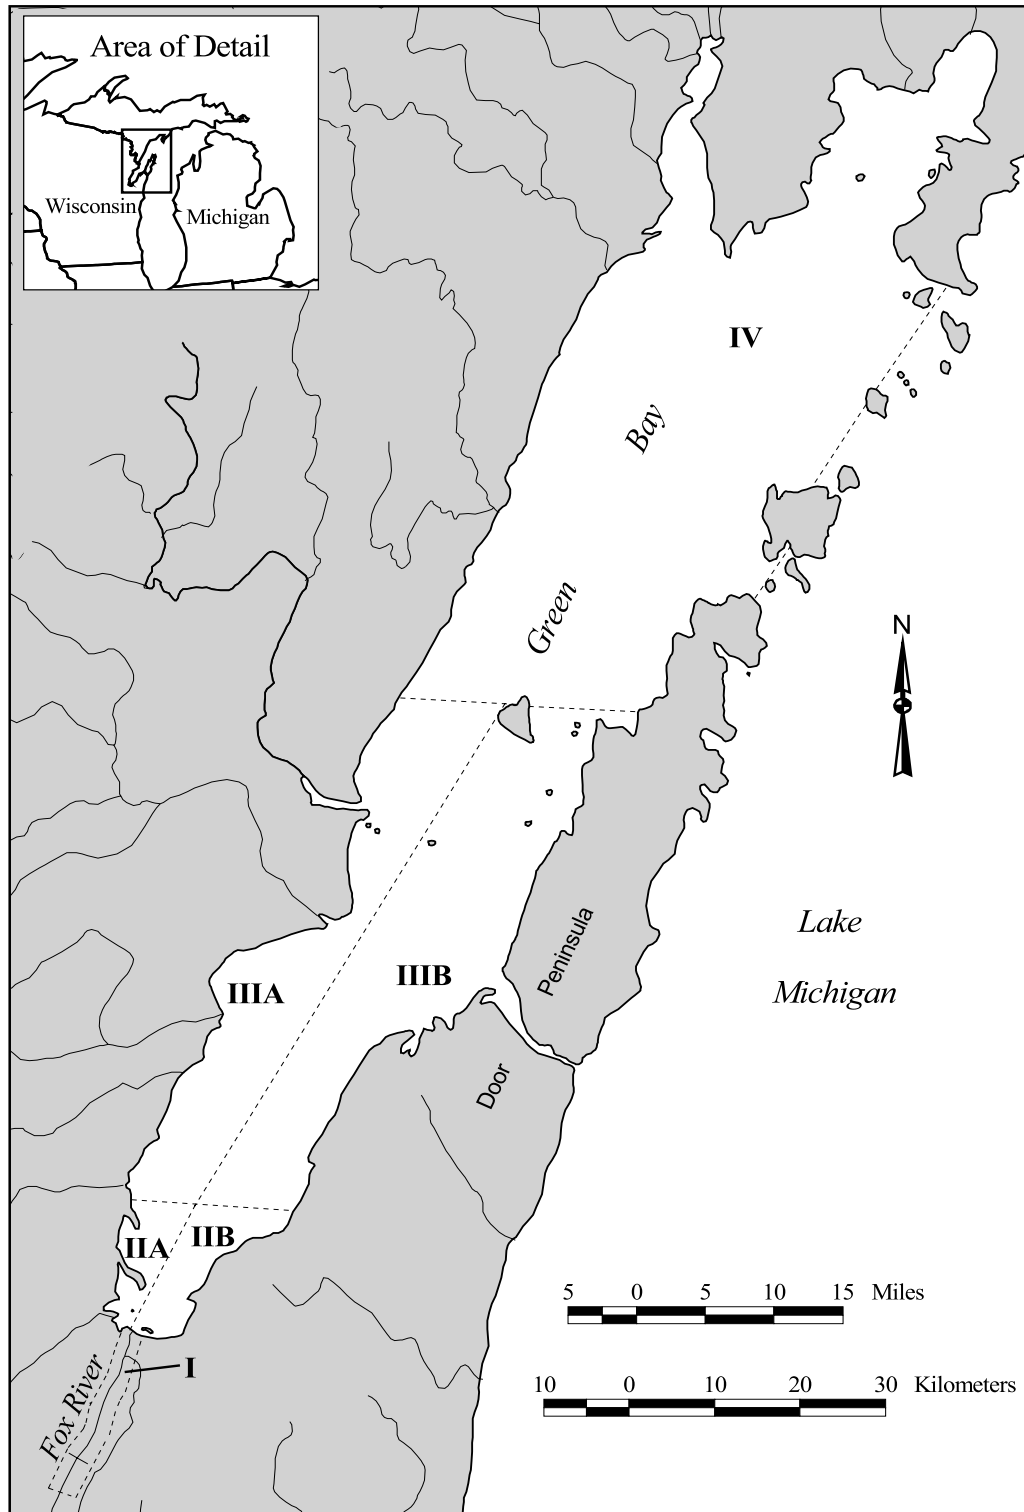 Area of Detail
Wisconsin
Michigan
IV
Bay
Green
N
Peninsula
Lake
Michigan
IIIA
IIIB
Door
IIA
IIB
I
Fox River
5 0 5 10 15 Miles
10 0 10 20 30 Kilometers